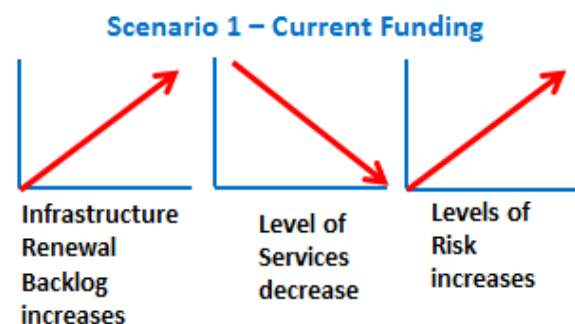 Scenario 1 – Current Funding
Infrastructure
Renewal
Backlog
increases
Level of
Services
decrease
Levels of
Risk
increases